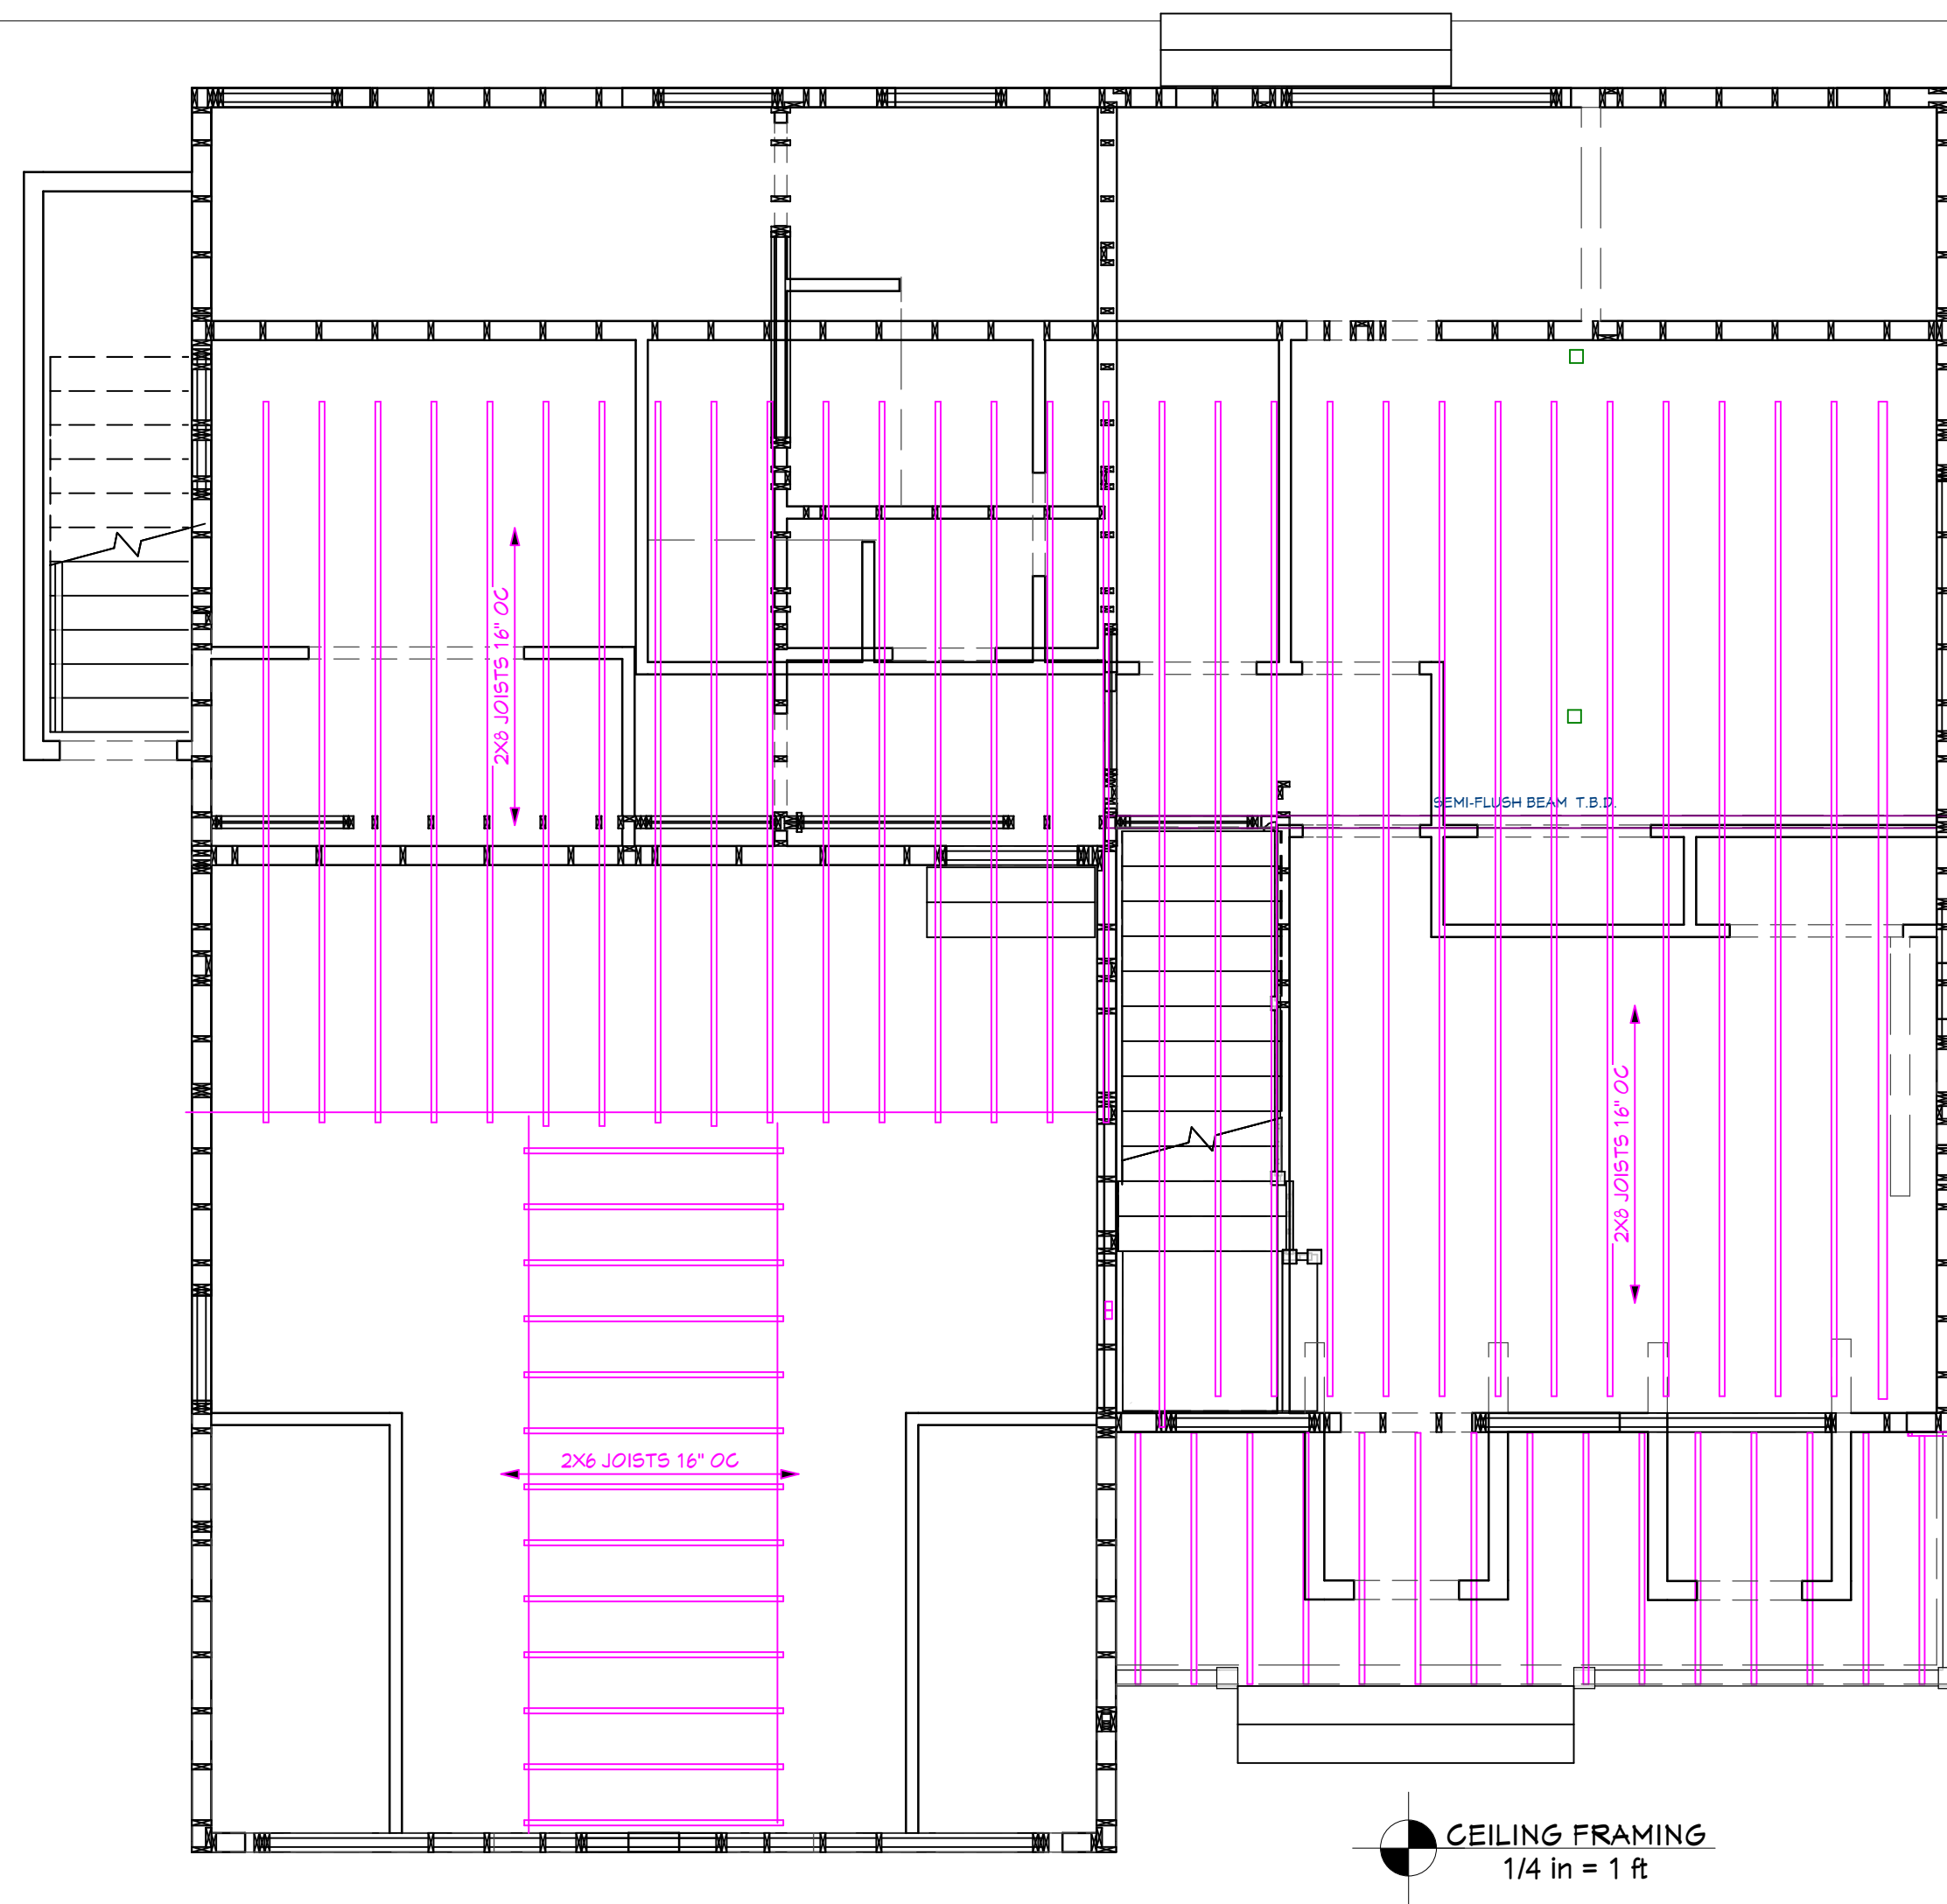 2X8 JOISTS 16" OC
SEMI-FLUSH BEAM T.B.D.
2X8 JOISTS 16" OC
2X6 JOISTS 16" OC
CEILING FRAMING
1/4 in = 1 ft